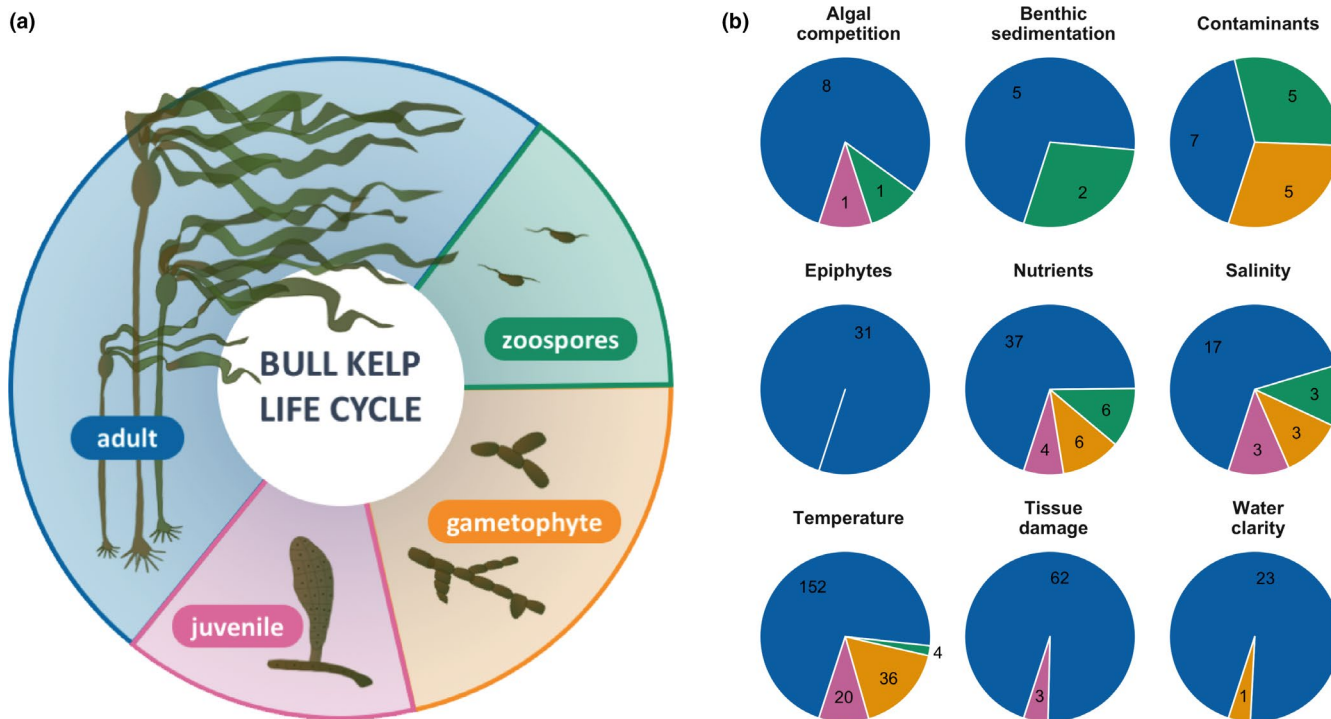 (a)
BULL KELP
LIFE CYCLE
adult
zoospores
gametophyte
juvenile
(b)
Algal
competition
8
1
1
Benthic
sedimentation
5
2
Contaminants
5
7
5
Epiphytes
31
Nutrients
37
6
6
4
Salinity
17
3
3
3
Temperature
152
4
36
20
Tissue
damage
62
3
Water
clarity
23
1